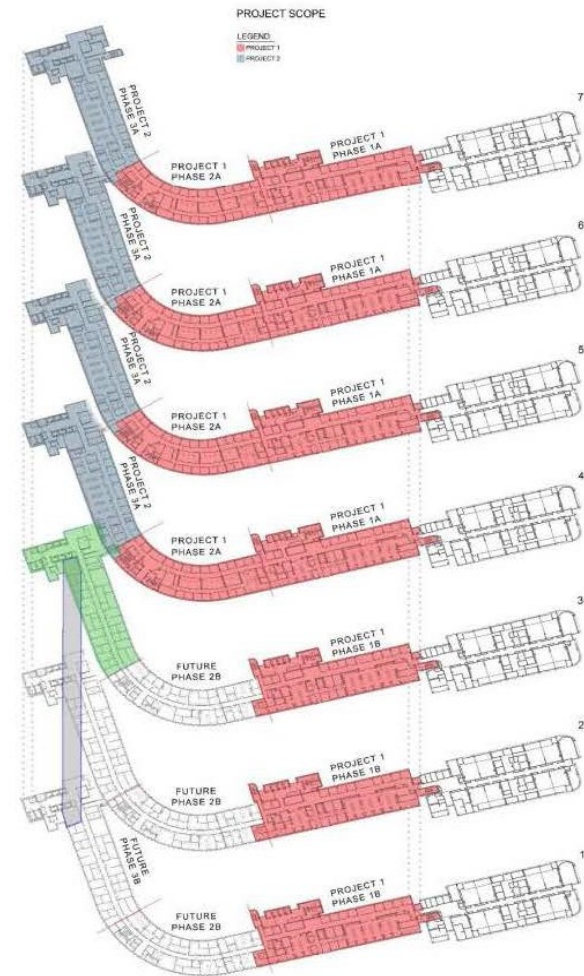 PROJECT SCOPE
LEGEND
PROJECT 1
PROJECT 2
7
PROJECT 2
PHASE 3A
PROJECT 1
PHASE 2A
PROJECT 1
PHASE 1A
6
PROJECT 2
PHASE 3A
PROJECT 1
PHASE 2A
PROJECT 1
PHASE 1A
5
PROJECT 2
PHASE 3A
PROJECT 1
PHASE 2A
PROJECT 1
PHASE 1A
4
PROJECT 2
PHASE 3A
PROJECT 1
PHASE 2A
PROJECT 1
PHASE 1A
3
FUTURE
PHASE 2B
PROJECT 1
PHASE 1B
2
FUTURE
PHASE 2B
PROJECT 1
PHASE 1B
1
FUTURE
PHASE 3B
FUTURE
PHASE 2B
PROJECT 1
PHASE 1B